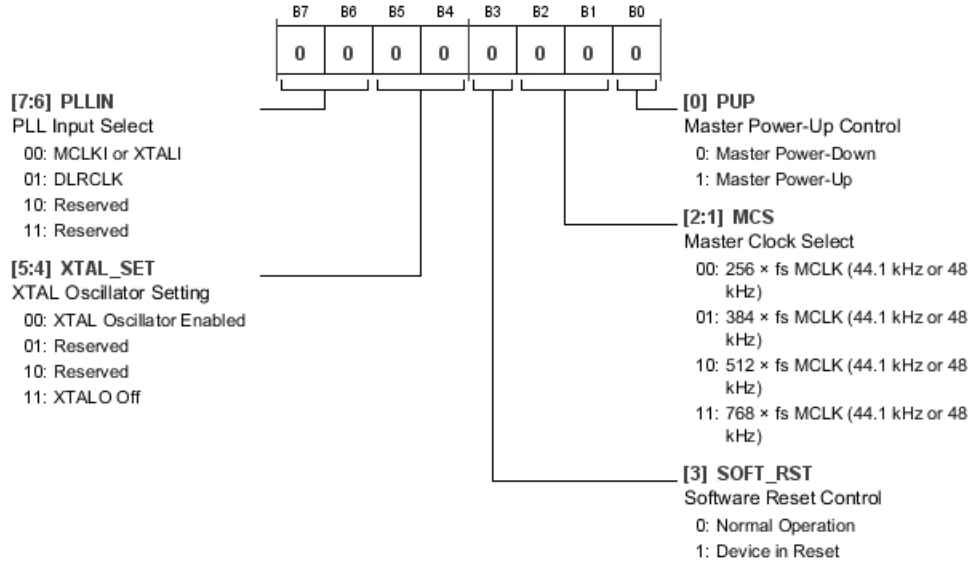 B7 B6 B5 B4 B3 B2 B1 B0
0 0 0 0 0 0 0 0
[7:6] PLLIN
PLL Input Select
00: MCLKI or XTALI
01: DLRCLK
10: Reserved
11: Reserved
[5:4] XTAL_SET
XTAL Oscillator Setting
00: XTAL Oscillator Enabled
01: Reserved
10: Reserved
11: XTALO Off
[0] PUP
Master Power-Up Control
0: Master Power-Down
1: Master Power-Up
[2:1] MCS
Master Clock Select
00: 256 × fs MCLK (44.1 kHz or 48
kHz)
01: 384 × fs MCLK (44.1 kHz or 48
kHz)
10: 512 × fs MCLK (44.1 kHz or 48
kHz)
11: 768 × fs MCLK (44.1 kHz or 48
kHz)
[3] SOFT_RST
Software Reset Control
0: Normal Operation
1: Device in Reset